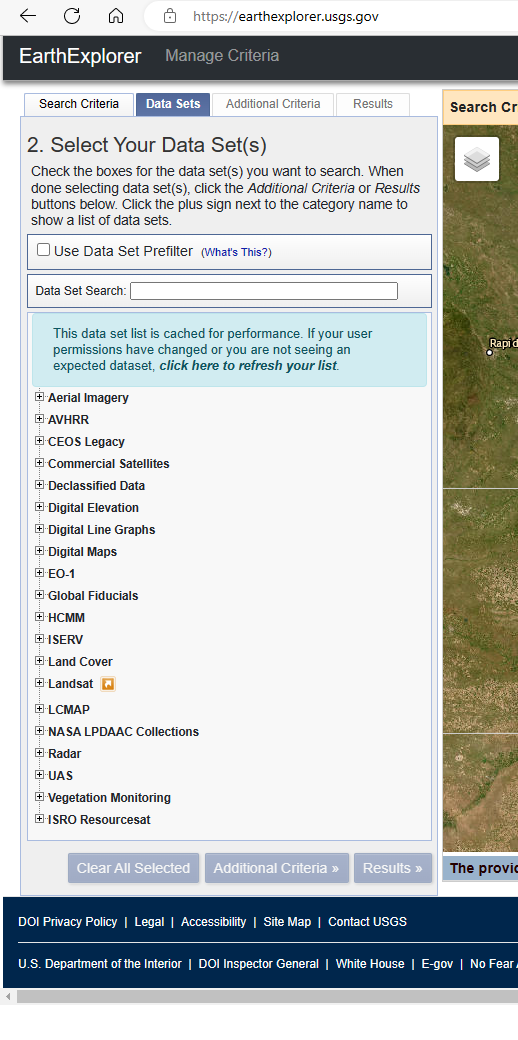 https://earthexplorer.usgs.gov
EarthExplorer Manage Criteria
Search Criteria Data Sets Additional Criteria Results
2. Select Your Data Set(s)
Check the boxes for the data set(s) you want to search. When
done selecting data set(s), click the Additional Criteria or Results
buttons below. Click the plus sign next to the category name to
show a list of data sets.
Use Data Set Prefilter (What's This?)
Data Set Search:
This data set list is cached for performance. If your user
permissions have changed or you are not seeing an
expected dataset, click here to refresh your list.
Aerial Imagery
AVHRR
CEOS Legacy
Commercial Satellites
Declassified Data
Digital Elevation
Digital Line Graphs
Digital Maps
EO-1
Global Fiducials
HCMM
ISERV
Land Cover
Landsat
LCMAP
NASA LPDAAC Collections
Radar
UAS
Vegetation Monitoring
ISRO Resourcesat
Clear All Selected Additional Criteria » Results »
Search Cr
Rapid
The provid
DOI Privacy Policy | Legal | Accessibility | Site Map | Contact USGS
U.S. Department of the Interior | DOI Inspector General | White House | E-gov | No Fear